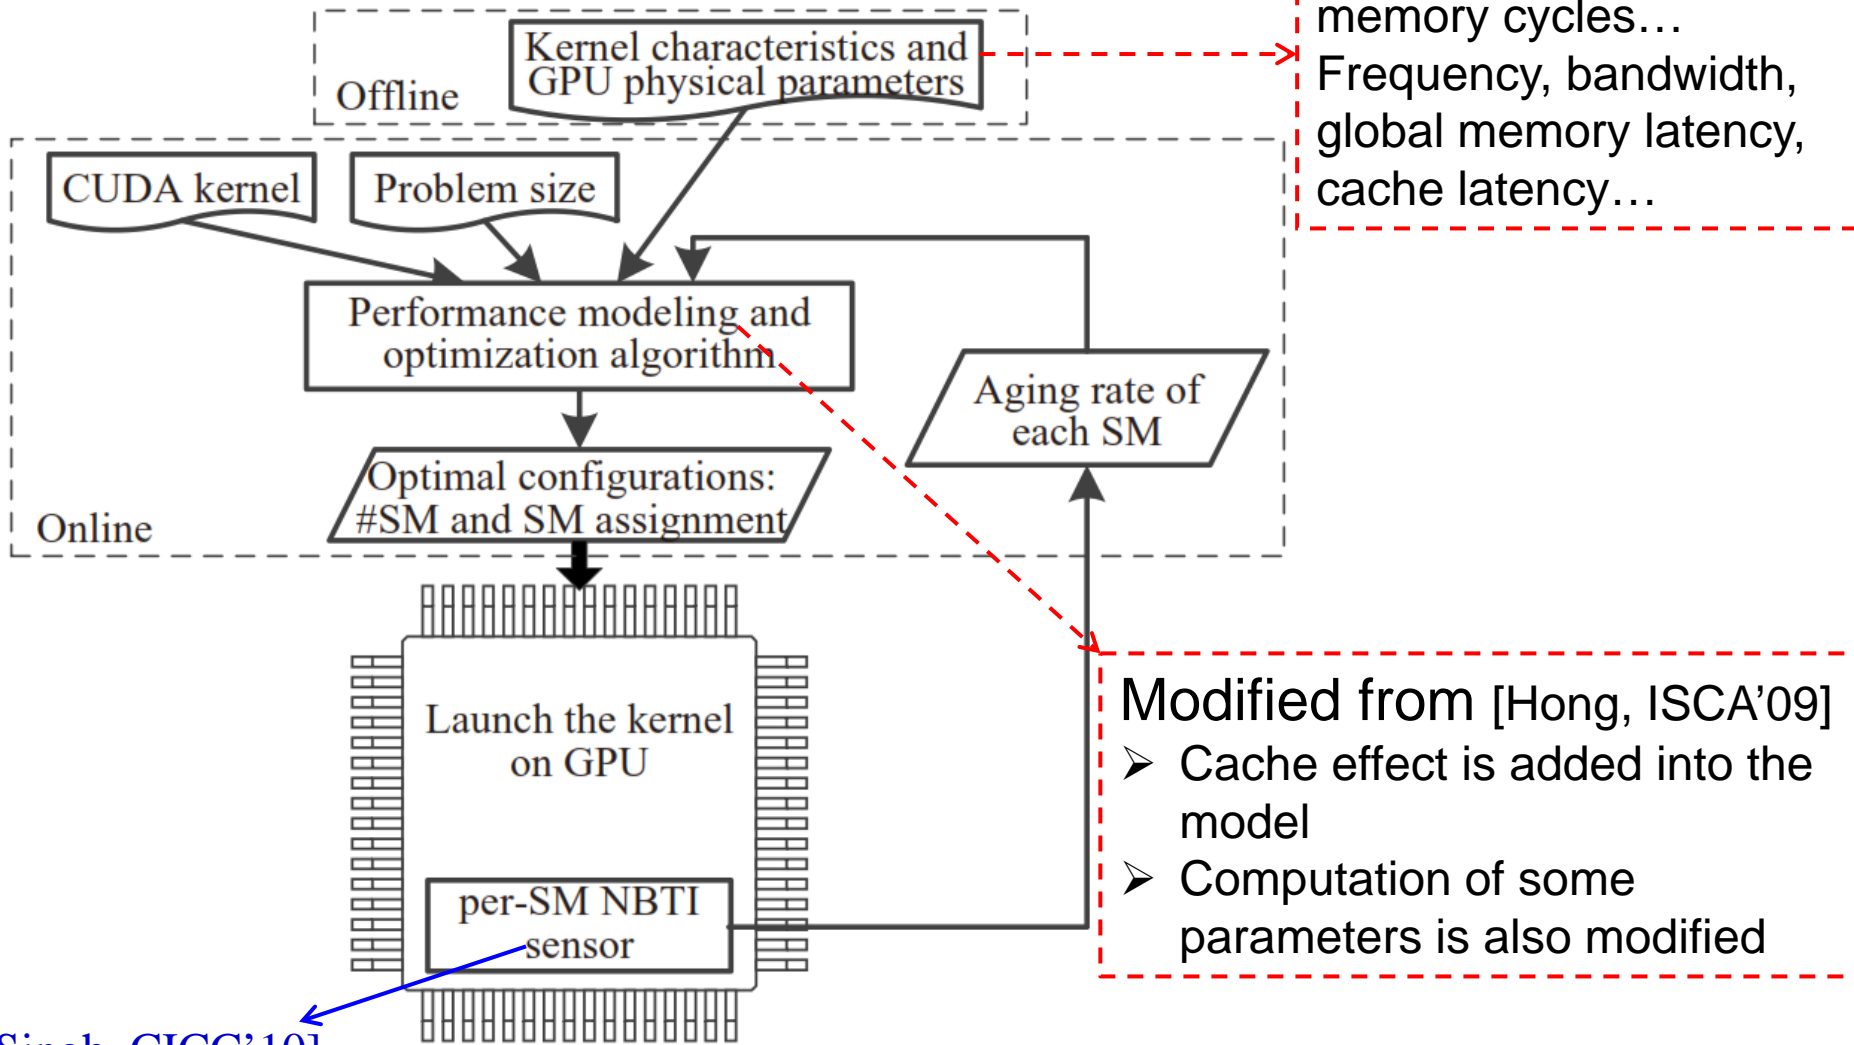 memory cycles…
Frequency, bandwidth,
global memory latency,
cache latency…
Kernel characteristics and
GPU physical parameters
Offline
CUDA kernel
Problem size
Performance modeling and
optimization algorithm
Aging rate of
each SM
Optimal configurations:
#SM and SM assignment
Online
Launch the kernel
on GPU
per-SM NBTI
sensor
Modified from [Hong, ISCA’09]
➢ Cache effect is added into the
model
➢ Computation of some
parameters is also modified
CICC’10]